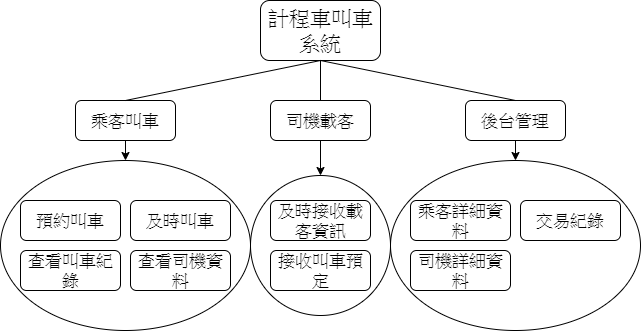 計程車叫車
系統
乘客叫車
司機載客
後台管理
預約叫車
及時叫車
查看叫車紀
錄
查看司機資
料
及時接收載
客資訊
接收叫車預
定
乘客詳細資
料
交易紀錄
司機詳細資
料